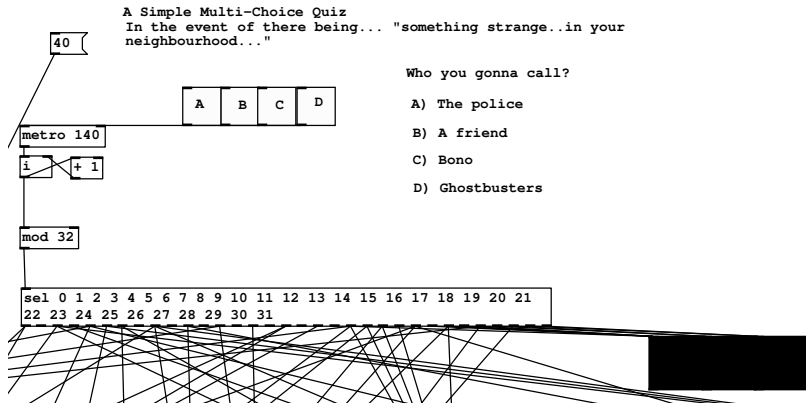 A Simple Multi-Choice Quiz
In the event of there being... "something strange..in your
neighbourhood..."
40
Who you gonna call?
A B C D
A) The police
metro 140
B) A friend
i + 1
C) Bono
D) Ghostbusters
mod 32
sel 0 1 2 3 4 5 6 7 8 9 10 11 12 13 14 15 16 17 18 19 20 21
22 23 24 25 26 27 28 29 30 31